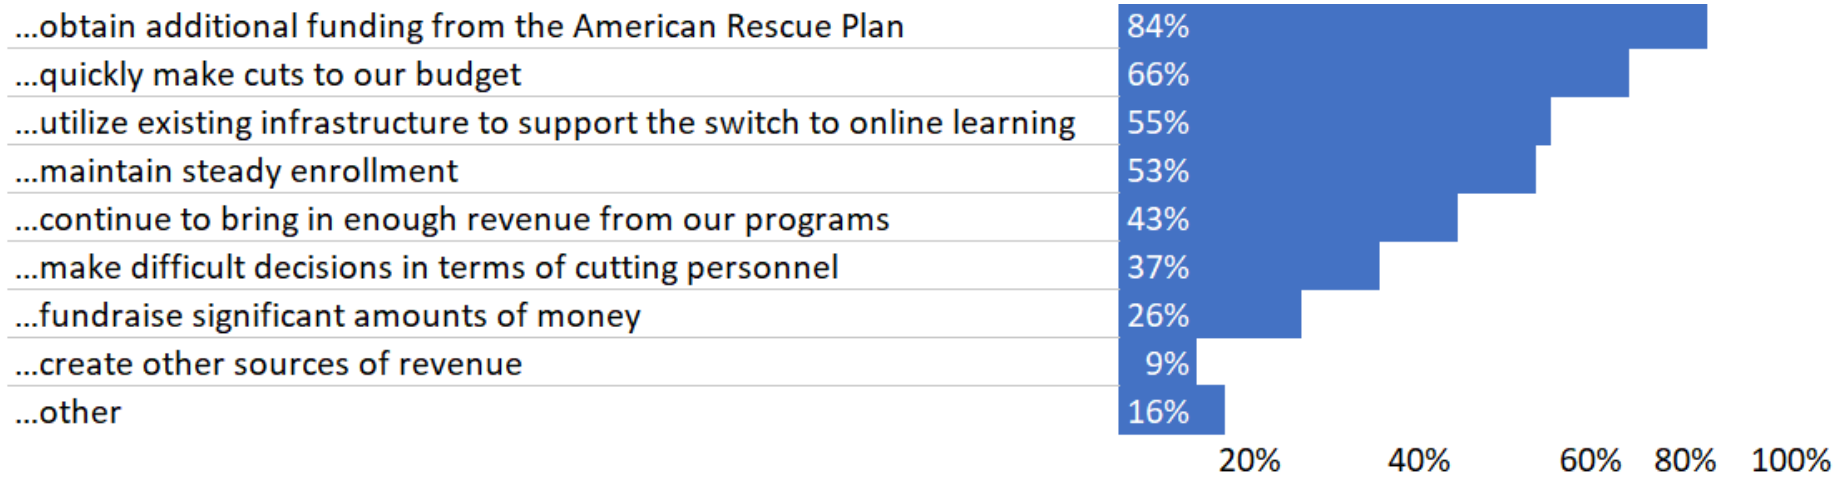 ...obtain additional funding from the American Rescue Plan 84%
...quickly make cuts to our budget 66%
...utilize existing infrastructure to support the switch to online learning 55%
...maintain steady enrollment 53%
...continue to bring in enough revenue from our programs 43%
...make difficult decisions in terms of cutting personnel 37%
...fundraise significant amounts of money 26%
...create other sources of revenue 9%
...other 16%
20% 40% 60% 80% 100%